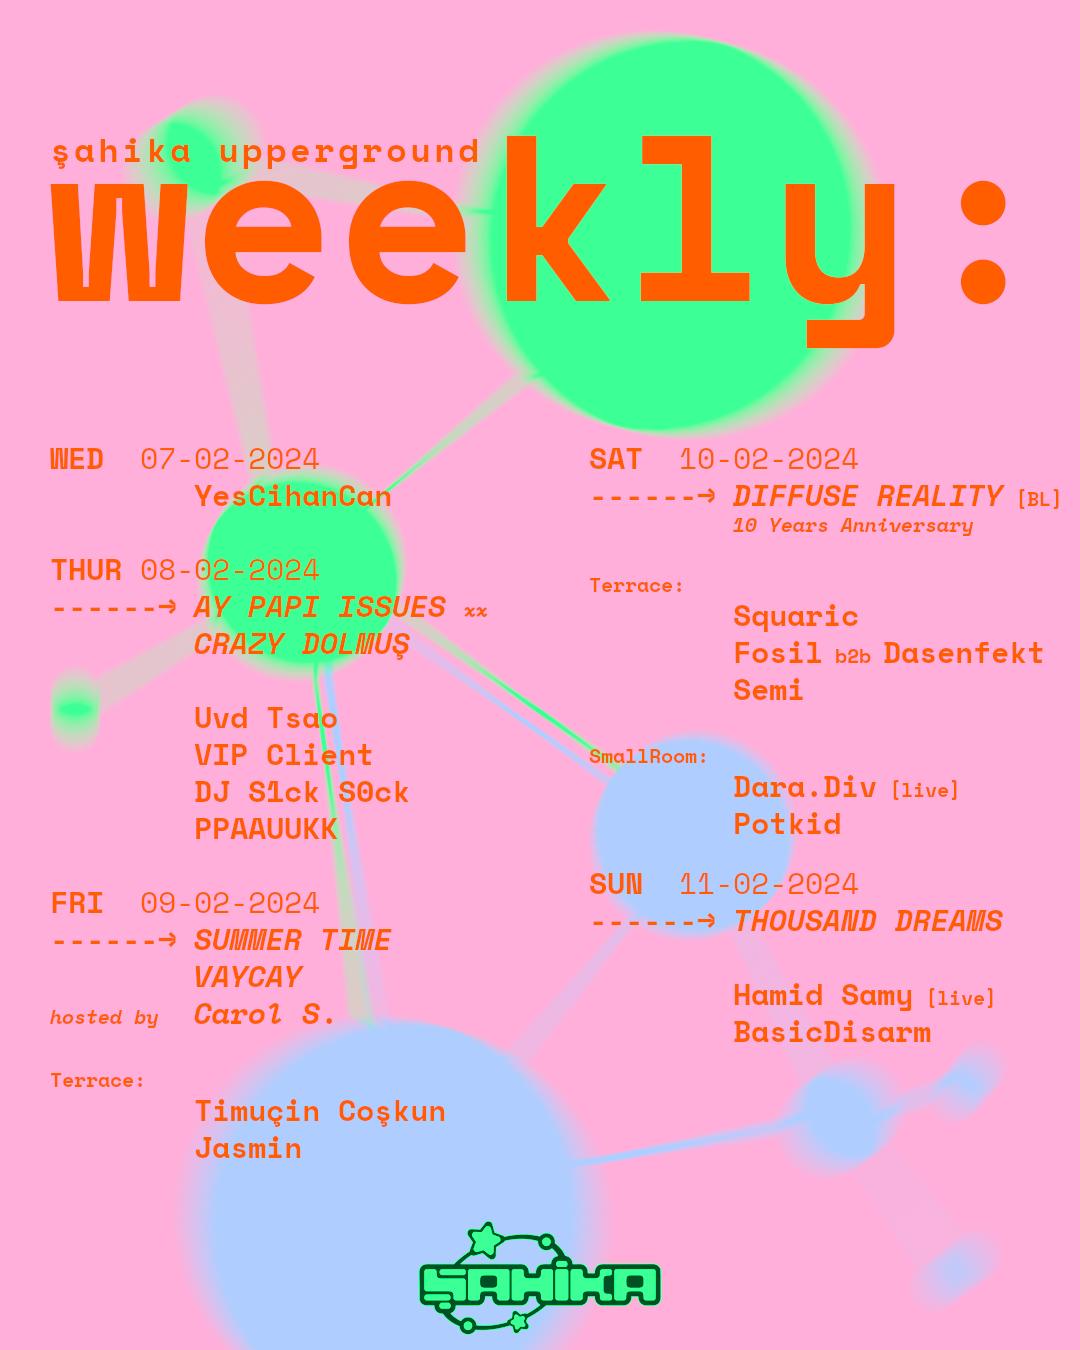 şahika upperground
weekly:
WED 07-02-2024
YesCihanCan
THUR 08-02-2024
------→ AY PAPI ISSUES xx
CRAZY DOLMUŞ
Uvd Tsao
VIP Client
DJ S1ck S0ck
PPAAUUKK
FRI 09-02-2024
------→ SUMMER TIME
VAYCAY
hosted by Carol S.
Terrace:
Timuçin Coşkun
Jasmin
SAT 10-02-2024
------→ DIFFUSE REALITY [BL]
10 Years Anniversary
Terrace:
Squaric
Fosil b2b Dasenfekt
Semi
SmallRoom:
Dara.Div [live]
Potkid
SUN 11-02-2024
------→ THOUSAND DREAMS
Hamid Samy [live]
BasicDisarm
ŞAHİKA